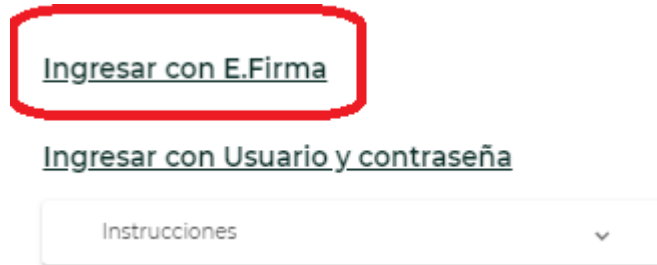 Ingresar con E.Firma
Ingresar con Usuario y contraseña
Instrucciones